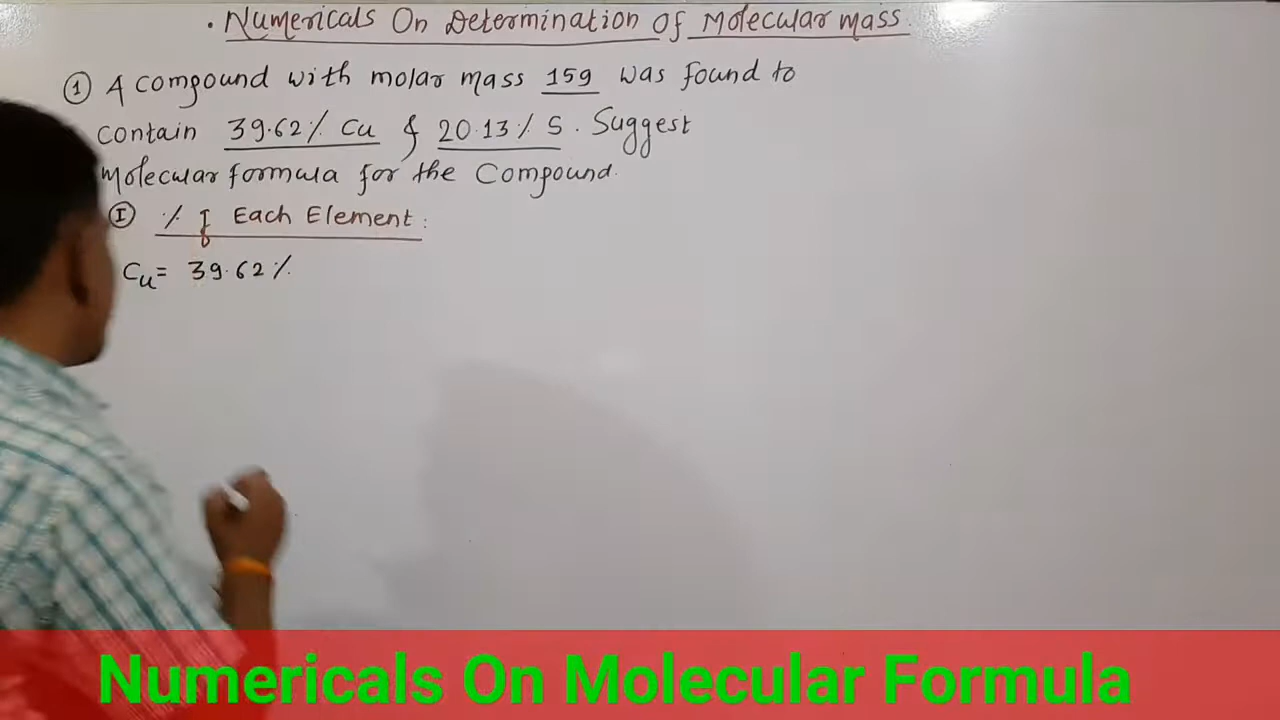 . Numericals On Determination of Molecular mass.
① A compound with molar mass 159 was found to
contain 39.62% Cu & 20.13% S. Suggest
Molecular formula for the Compound.
Ⓘ % of Each Element:
Cu = 39.62%
Numericals On Molecular Formula